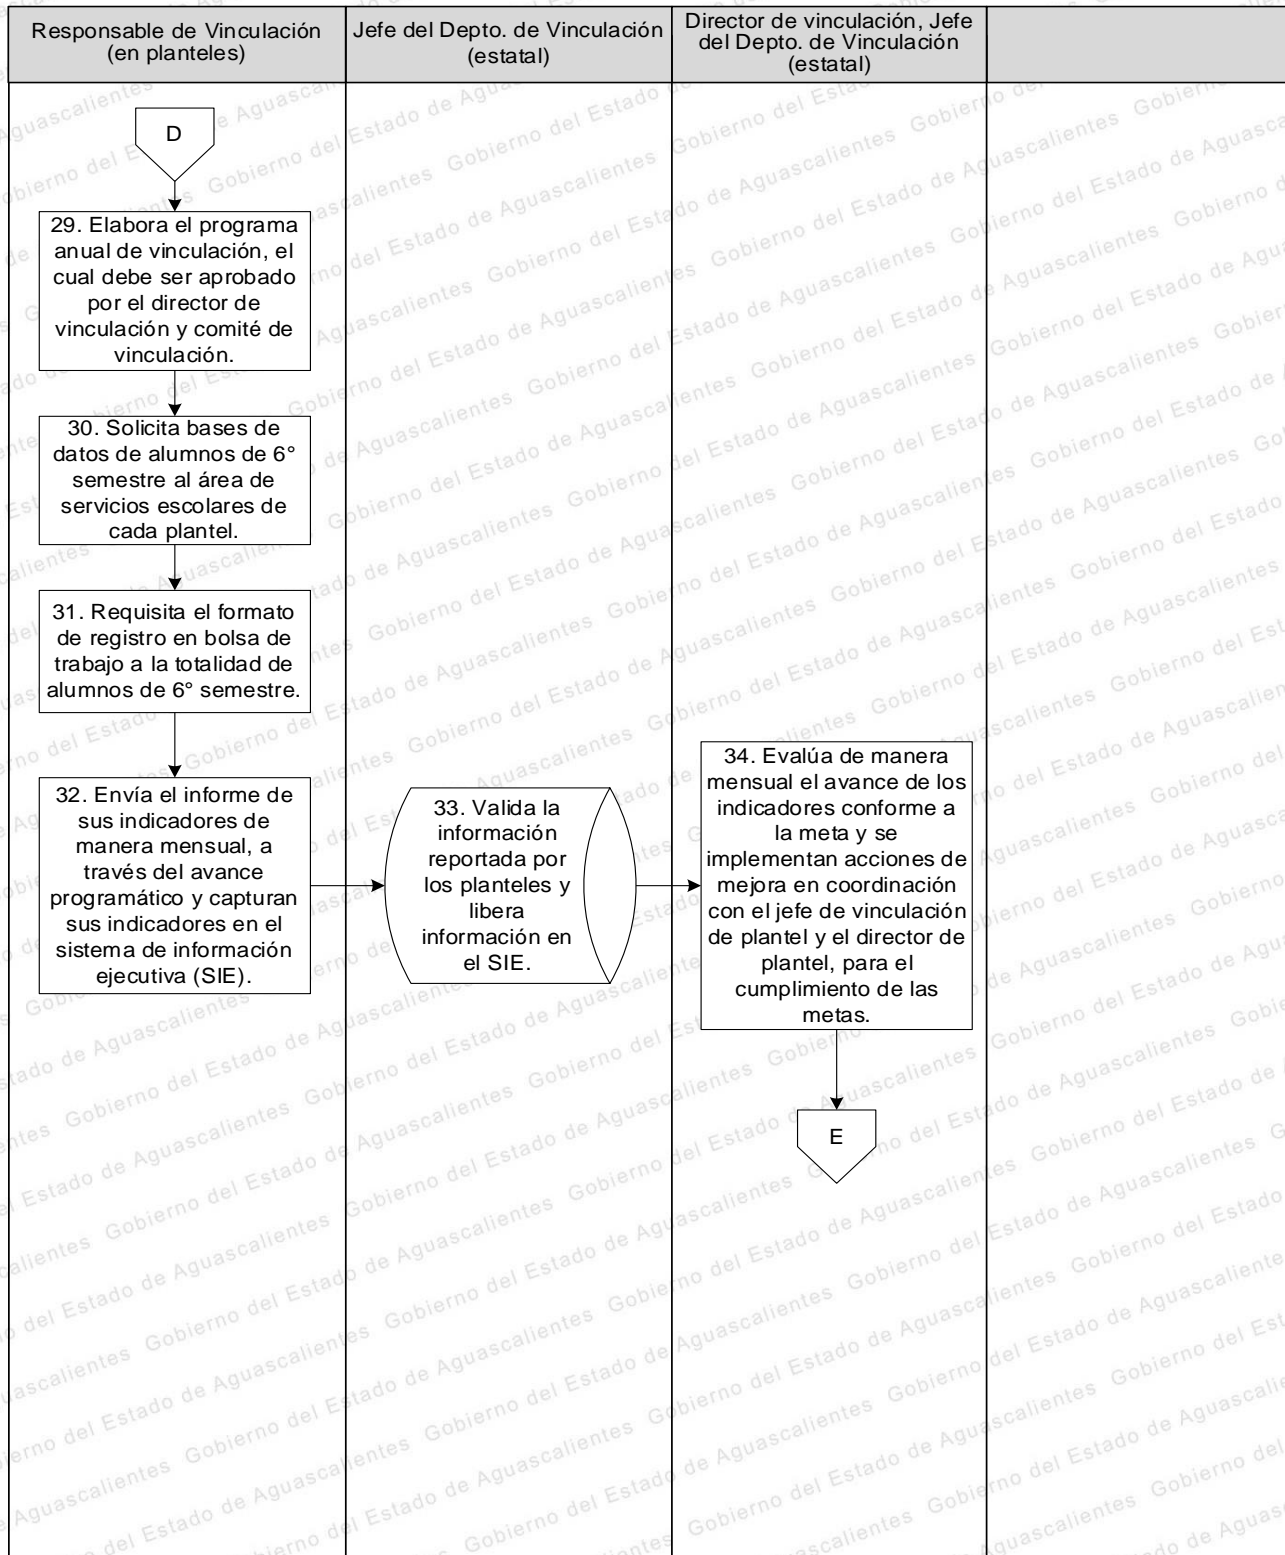 Responsable de Vinculación
(en planteles)
Jefe del Depto. de Vinculación
(estatal)
Director de vinculación, Jefe
del Depto. de Vinculación
(estatal)
D
29. Elabora el programa
anual de vinculación, el
cual debe ser aprobado
por el director de
vinculación y comité de
vinculación.
30. Solicita bases de
datos de alumnos de 6°
semestre al área de
servicios escolares de
cada plantel.
31. Requisita el formato
de registro en bolsa de
trabajo a la totalidad de
alumnos de 6° semestre.
32. Envía el informe de
sus indicadores de
manera mensual, a
través del avance
programático y capturan
sus indicadores en el
sistema de información
ejecutiva (SIE).
33. Valida la
información
reportada por
los planteles y
libera
información en
el SIE.
34. Evalúa de manera
mensual el avance de los
indicadores conforme a
la meta y se
implementan acciones de
mejora en coordinación
con el jefe de vinculación
de plantel y el director de
plantel, para el
cumplimiento de las
metas.
E
Gobierno del Estado de Aguascalientes